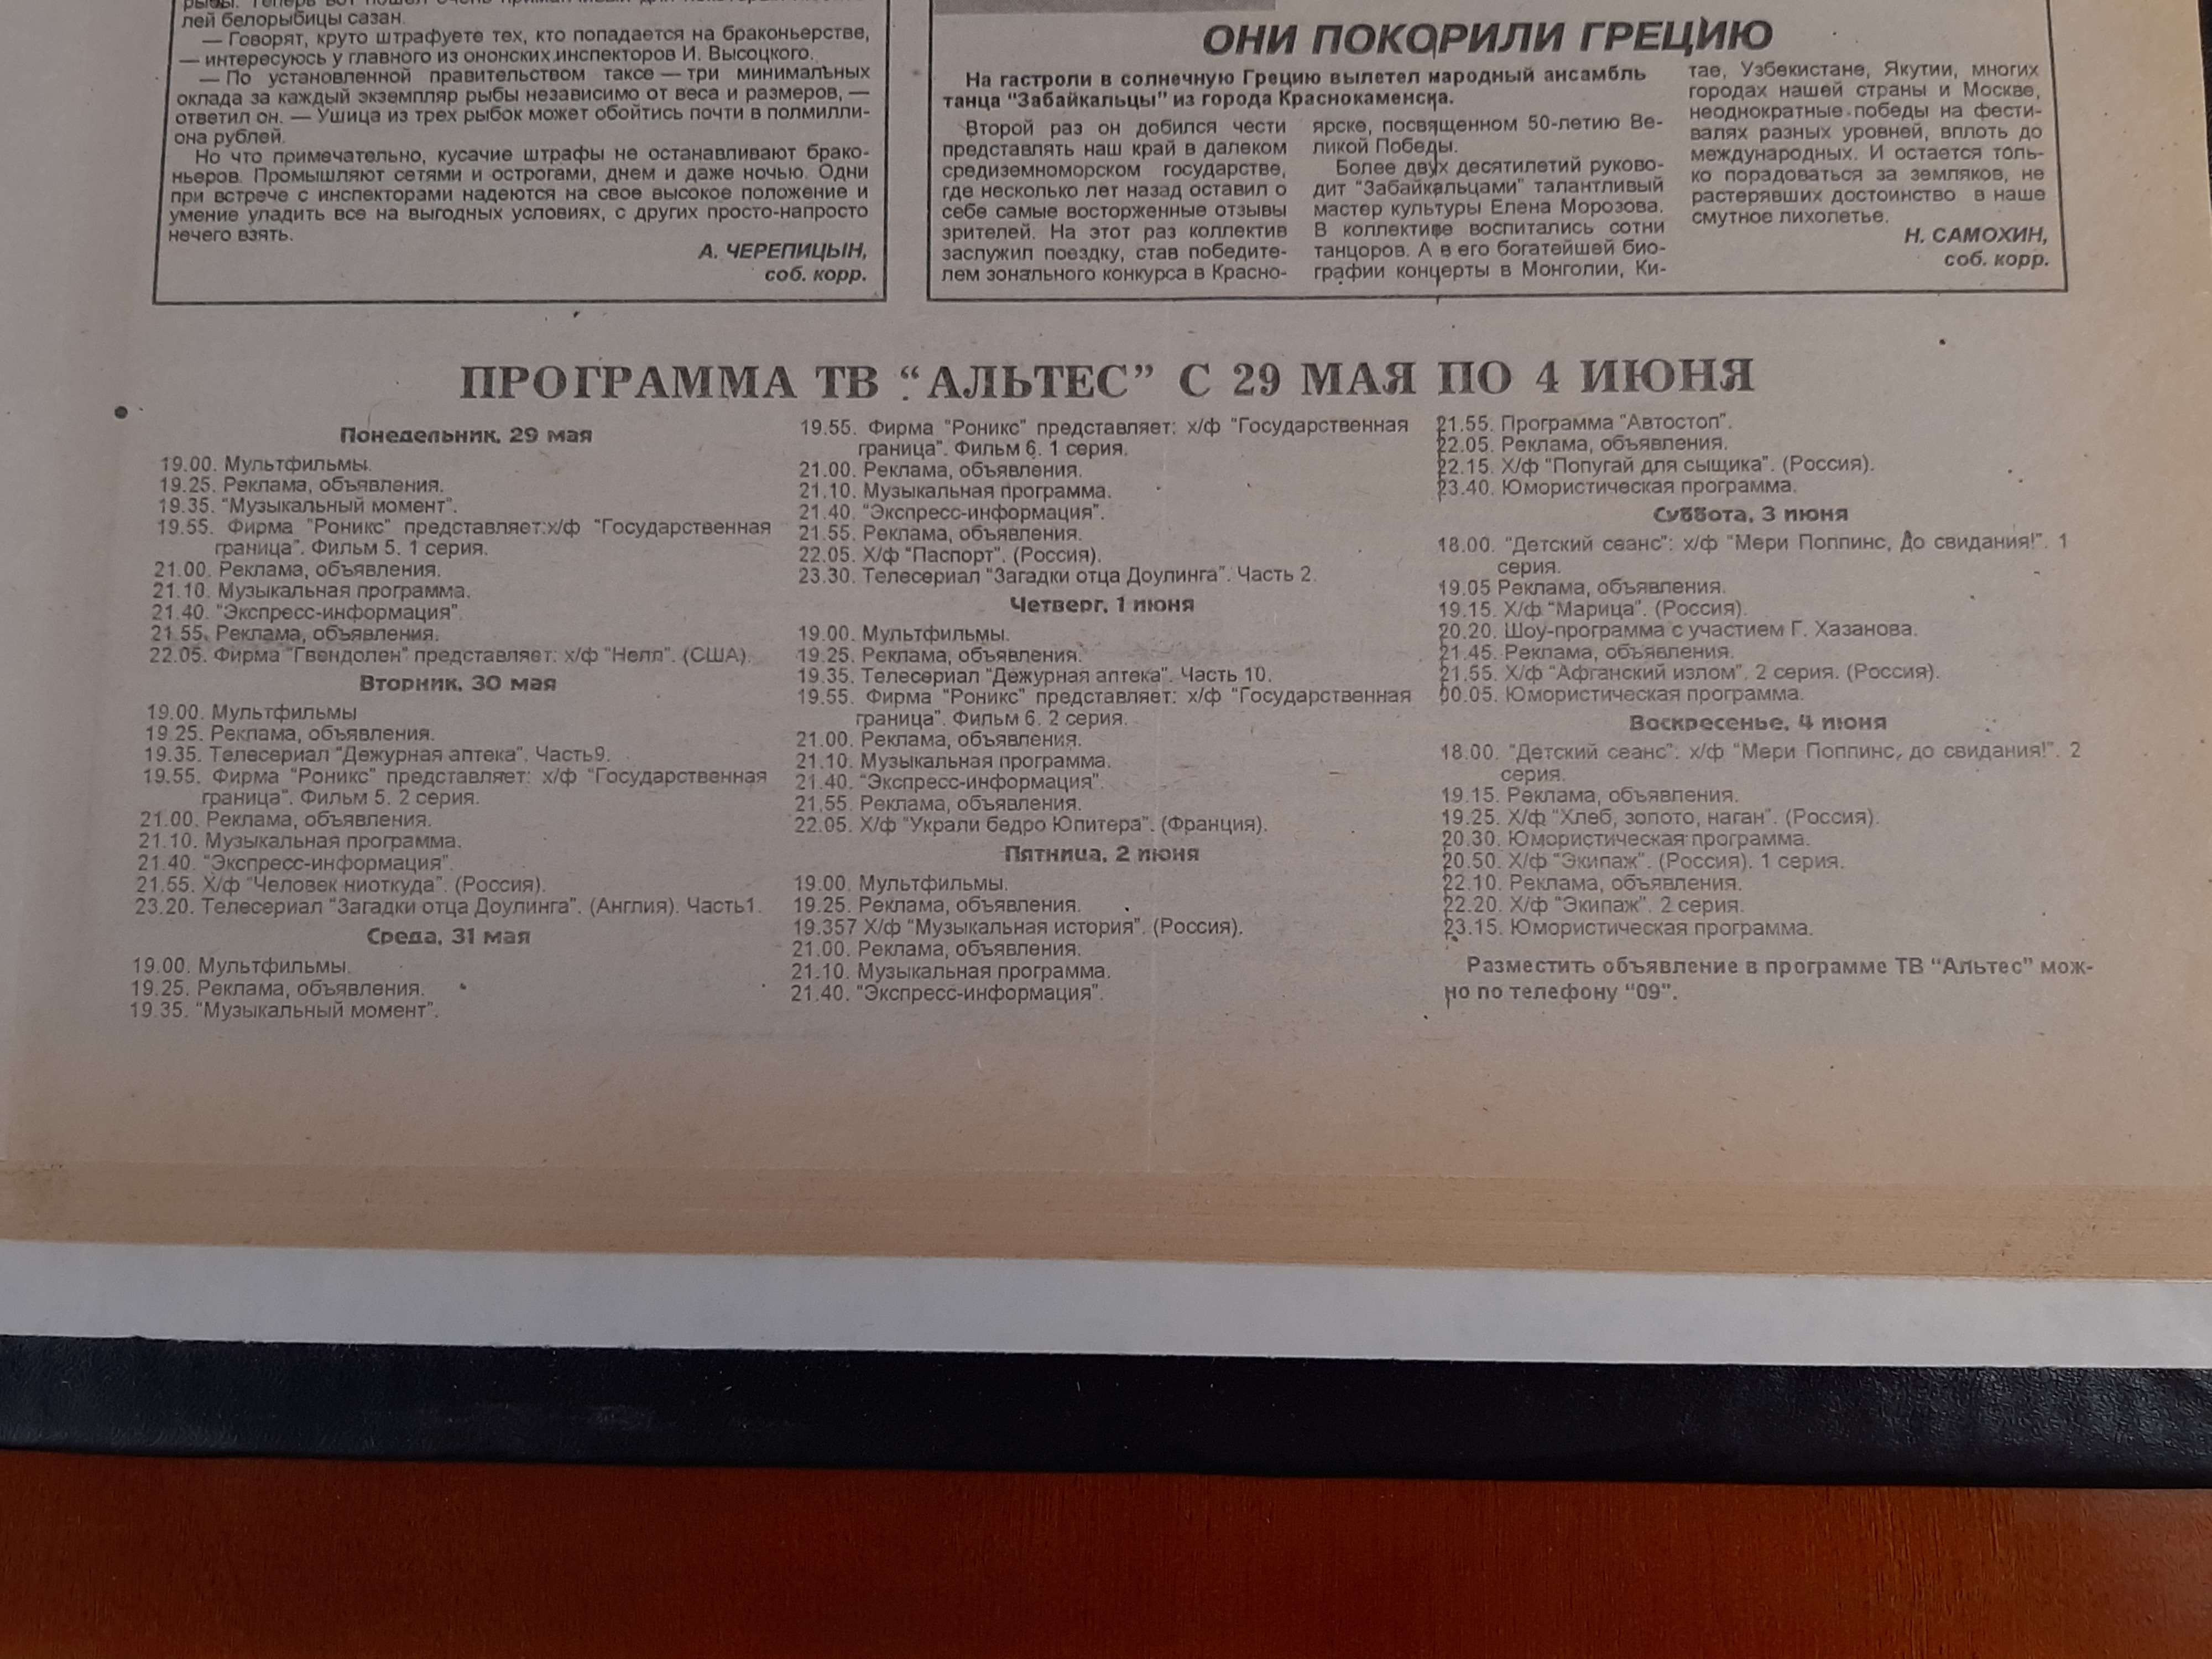 лей белорыбицы сазан.
— Говорят, круто штрафуете тех, кто попадается на браконьерстве,
— интересуюсь у главного из ононских инспекторов И. Высоцкого.
— По установленной правительством таксе — три минимальных
оклада за каждый экземпляр рыбы независимо от веса и размеров, —
ответил он. — Ушица из трех рыбок может обойтись почти в полмилли-
она рублей.
Но что примечательно, кусачие штрафы не останавливают брако-
ньеров. Промышляют сетями и острогами, днем и даже ночью. Одни
при встрече с инспекторами надеются на свое высокое положение и
умение уладить все на выгодных условиях, с других просто-напросто
нечего взять.
А. ЧЕРЕПИЦЫН,
соб. корр.
ОНИ ПОКОРИЛИ ГРЕЦИЮ
На гастроли в солнечную Грецию вылетел народный ансамбль
танца "Забайкальцы" из города Краснокаменска.
Второй раз он добился чести
представлять наш край в далеком
средиземноморском государстве,
где несколько лет назад оставил о
себе самые восторженные отзывы
зрителей. На этот раз коллектив
заслужил поездку, став победите-
лем зонального конкурса в Красно-
ярске, посвященном 50-летию Ве-
ликой Победы.
Более двух десятилетий руково-
дит "Забайкальцами" талантливый
мастер культуры Елена Морозова.
В коллективе воспитались сотни
танцоров. А в его богатейшей био-
графии концерты в Монголии, Ки-
тае, Узбекистане, Якутии, многих
городах нашей страны и Москве,
неоднократные победы на фести-
валях разных уровней, вплоть до
международных. И остается толь-
ко порадоваться за земляков, не
растерявших достоинство в наше
смутное лихолетье.
Н. САМОХИН,
соб. корр.
ПРОГРАММА ТВ "АЛЬТЕС" С 29 МАЯ ПО 4 ИЮНЯ
Понедельник, 29 мая
19.00. Мультфильмы.
19.25. Реклама, объявления.
19.35. "Музыкальный момент".
19.55. Фирма "Роникс" представляет:х/ф "Государственная
граница". Фильм 5. 1 серия.
21.00. Реклама, объявления.
21.10. Музыкальная программа.
21.40. "Экспресс-информация".
21.55. Реклама, объявления.
22.05. Фирма "Гвендолен" представляет: х/ф "Нелл". (США).
Вторник, 30 мая
19.00. Мультфильмы
19.25. Реклама, объявления.
19.35. Телесериал "Дежурная аптека". Часть9.
19.55. Фирма "Роникс" представляет: х/ф "Государственная
граница". Фильм 5. 2 серия.
21.00. Реклама, объявления.
21.10. Музыкальная программа.
21.40. "Экспресс-информация".
21.55. Х/ф "Человек ниоткуда". (Россия).
23.20. Телесериал "Загадки отца Доулинга". (Англия). Часть1.
Среда, 31 мая
19.00. Мультфильмы.
19.25. Реклама, объявления.
19.35. "Музыкальный момент".
19.55. Фирма "Роникс" представляет: х/ф "Государственная
граница". Фильм 6. 1 серия.
21.00. Реклама, объявления.
21.10. Музыкальная программа.
21.40. "Экспресс-информация".
21.55. Реклама, объявления.
22.05. Х/ф "Паспорт". (Россия).
23.30. Телесериал "Загадки отца Доулинга". Часть 2.
Четверг, 1 июня
19.00. Мультфильмы.
19.25. Реклама, объявления.
19.35. Телесериал "Дежурная аптека". Часть 10.
19.55. Фирма "Роникс" представляет: х/ф "Государственная
граница". Фильм 6. 2 серия.
21.00. Реклама, объявления.
21.10. Музыкальная программа.
21.40. "Экспресс-информация".
21.55. Реклама, объявления.
22.05. Х/ф "Украли бедро Юпитера". (Франция).
Пятница, 2 июня
19.00. Мультфильмы.
19.25. Реклама, объявления.
19.357 Х/ф "Музыкальная история". (Россия).
21.00. Реклама, объявления.
21.10. Музыкальная программа.
21.40. "Экспресс-информация".
21.55. Программа "Автостоп".
22.05. Реклама, объявления.
22.15. Х/ф "Попугай для сыщика". (Россия).
23.40. Юмористическая программа.
Суббота, 3 июня
18.00. "Детский сеанс": х/ф "Мери Поппинс, до свидания!". 1
серия.
19.05 Реклама, объявления.
19.15. Х/ф "Марица". (Россия).
20.20. Шоу-программа с участием Г. Хазанова.
21.45. Реклама, объявления.
21.55. Х/ф "Афганский излом". 2 серия. (Россия).
00.05. Юмористическая программа.
Воскресенье, 4 июня
18.00. "Детский сеанс": х/ф "Мери Поппинс, до свидания!". 2
серия.
19.15. Реклама, объявления.
19.25. Х/ф "Хлеб, золото, наган". (Россия).
20.30. Юмористическая программа.
20.50. Х/ф "Экипаж". (Россия). 1 серия.
22.10. Реклама, объявления.
22.20. Х/ф "Экипаж". 2 серия.
23.15. Юмористическая программа.
Разместить объявление в программе ТВ "Альтес" мож-
но по телефону "09".